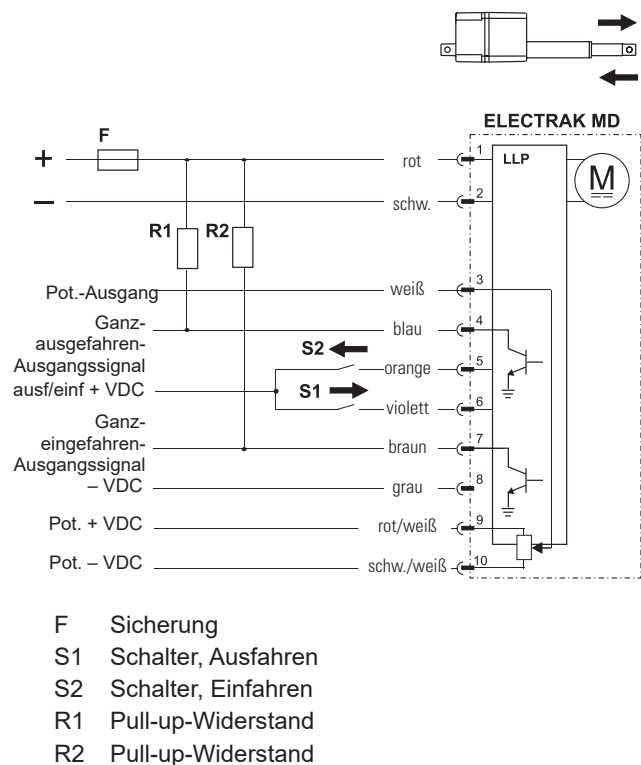 ELECTRAK MD
F
+
rot
1
LLP
M
–
schw.
2
R1
R2
Pot.-Ausgang
weiß
3
Ganz-
ausgefahren-
Ausgangssignal
blau
4
S2
orange
5
ausf/einf + VDC
S1
violett
6
Ganz-
eingefahren-
Ausgangssignal
braun
7
– VDC
grau
8
Pot. + VDC
rot/weiß
9
Pot. – VDC
schw./weiß
10
F Sicherung
S1 Schalter, Ausfahren
S2 Schalter, Einfahren
R1 Pull-up-Widerstand
R2 Pull-up-Widerstand